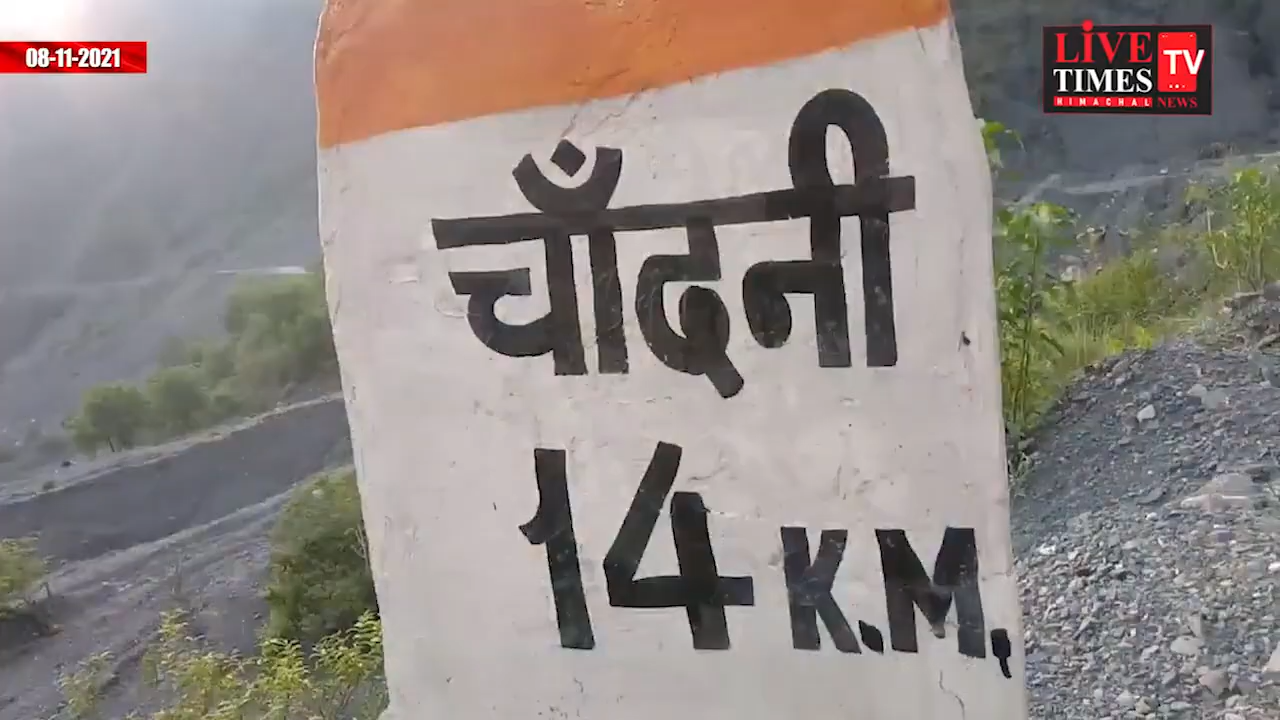 08-11-2021
LIVE
TIMES
TV
HIMACHAL NEWS
चाँदनी
14 K.M.